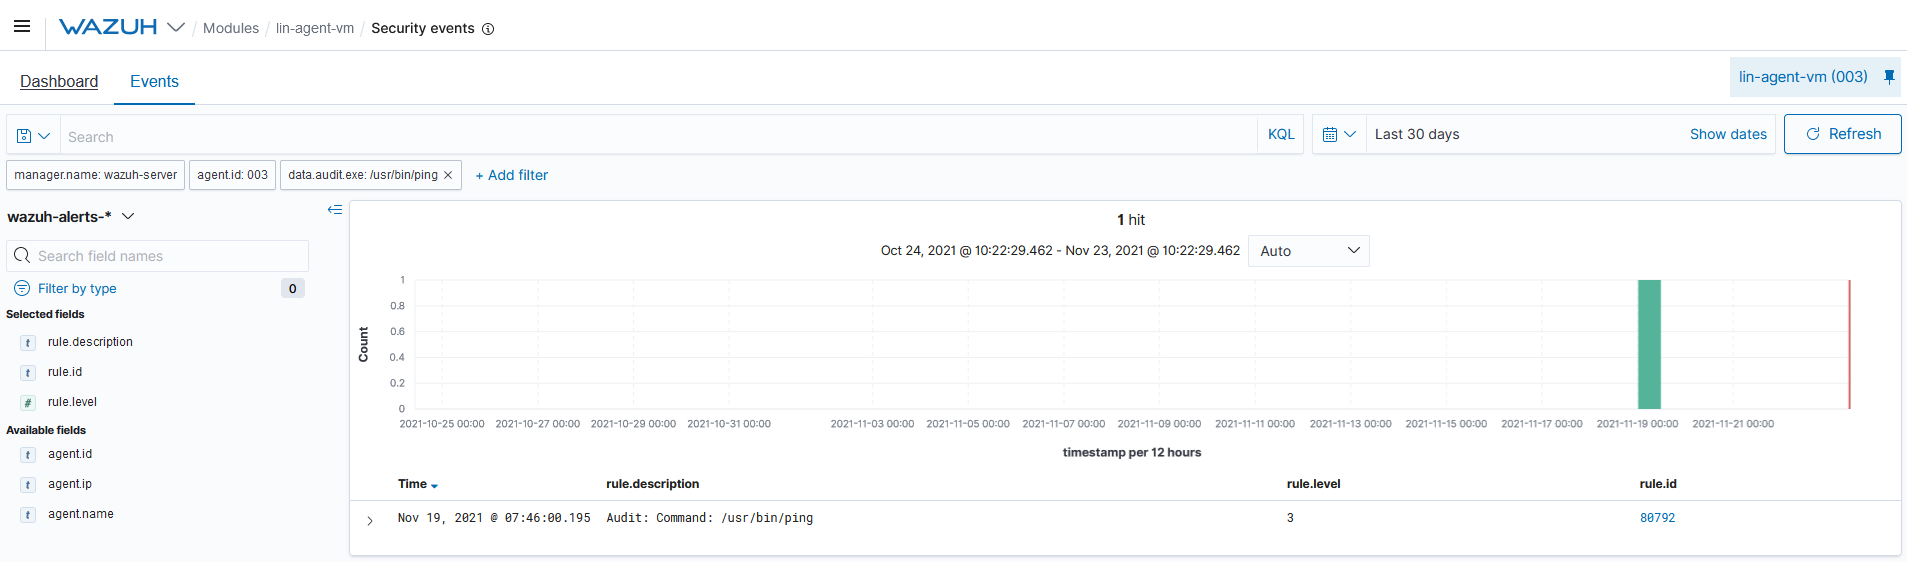 WAZUH / Modules / lin-agent-vm / Security events
Dashboard Events lin-agent-vm (003)
Search KQL Last 30 days Show dates Refresh
manager.name: wazuh-server agent.id: 003 data.audit.exe: /usr/bin/ping × + Add filter
wazuh-alerts-*
Search field names
Filter by type 0
Selected fields
t rule.description
t rule.id
# rule.level
Available fields
t agent.id
t agent.ip
t agent.name
1 hit
Oct 24, 2021 @ 10:22:29.462 - Nov 23, 2021 @ 10:22:29.462 Auto
Count
1
0.8
0.6
0.4
0.2
0
2021-10-25 00:00 2021-10-27 00:00 2021-10-29 00:00 2021-10-31 00:00 2021-11-03 00:00 2021-11-05 00:00 2021-11-07 00:00 2021-11-09 00:00 2021-11-11 00:00 2021-11-13 00:00 2021-11-15 00:00 2021-11-17 00:00 2021-11-19 00:00 2021-11-21 00:00
timestamp per 12 hours
Time rule.description rule.level rule.id
Nov 19, 2021 @ 07:46:00.195 Audit: Command: /usr/bin/ping 3 80792